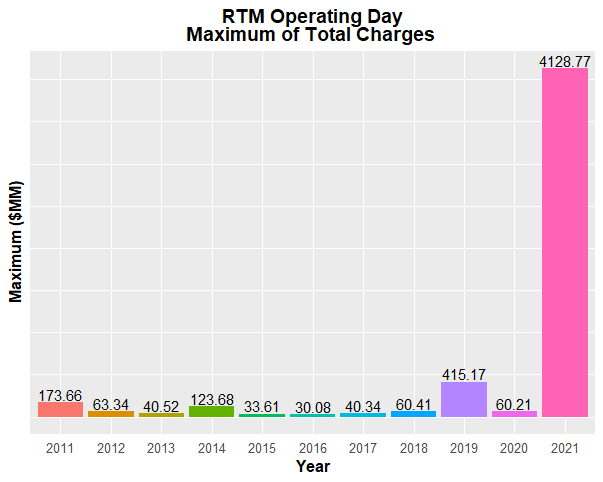 RTM Operating Day
Maximum of Total Charges
Maximum ($MM)
4128.77
415.17
173.66
123.68
63.34
40.52
33.61
30.08
40.34
60.41
60.21
2011 2012 2013 2014 2015 2016 2017 2018 2019 2020 2021
Year